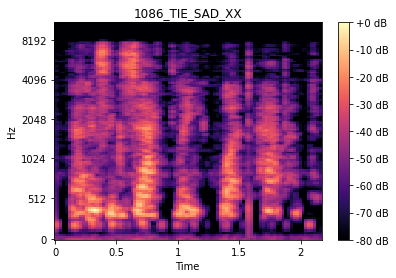 1086_TIE_SAD_XX
+0 dB
8192
-10 dB
4096
-20 dB
-30 dB
2048
Hz
-40 dB
1024
-50 dB
512
-60 dB
-70 dB
0
-80 dB
0 0.5 1 1.5 2
Time